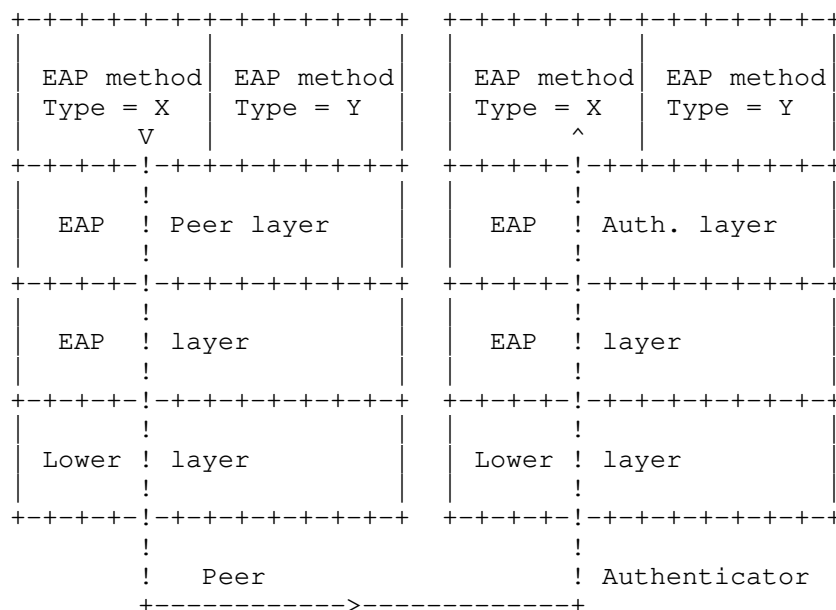 +-+-+-+-+-+-+-+-+-+-+-+-+  +-+-+-+-+-+-+-+-+-+-+-+-+
|           |           |  |           |           |
| EAP method| EAP method|  | EAP method| EAP method|
| Type = X  | Type = Y  |  | Type = X  | Type = Y  |
|       V   |           |  |       ^   |           |
+-+-+-+-!-+-+-+-+-+-+-+-+  +-+-+-+-!-+-+-+-+-+-+-+-+
|       !               |  |       !               |
|  EAP  ! Peer layer    |  |  EAP  ! Auth. layer   |
|       !               |  |       !               |
+-+-+-+-!-+-+-+-+-+-+-+-+  +-+-+-+-!-+-+-+-+-+-+-+-+
|       !               |  |       !               |
|  EAP  ! layer         |  |  EAP  ! layer         |
|       !               |  |       !               |
+-+-+-+-!-+-+-+-+-+-+-+-+  +-+-+-+-!-+-+-+-+-+-+-+-+
|       !               |  |       !               |
| Lower ! layer         |  | Lower ! layer         |
|       !               |  |       !               |
+-+-+-+-!-+-+-+-+-+-+-+-+  +-+-+-+-!-+-+-+-+-+-+-+-+
        !                          !
        !   Peer                   ! Authenticator
        +------------>-------------+